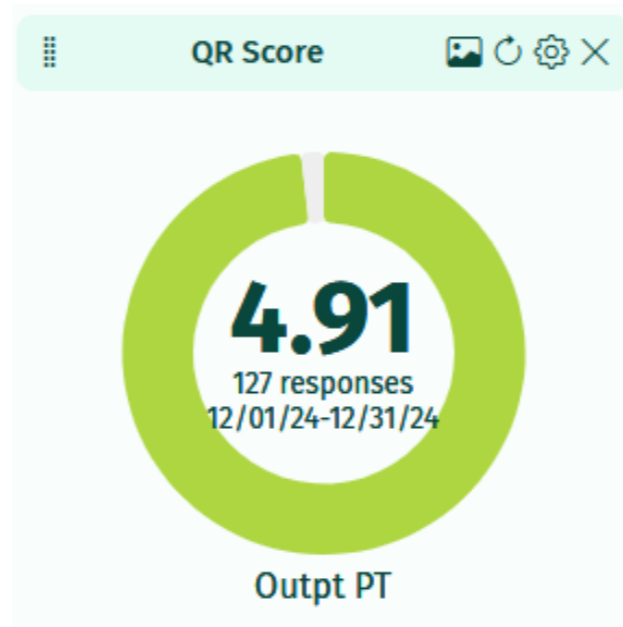 QR Score
4.91
127 responses
12/01/24-12/31/24
Outpt PT